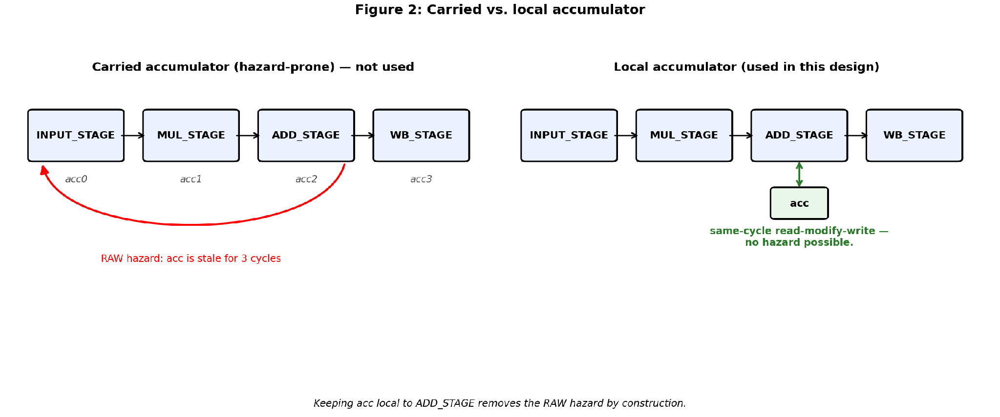 Figure 2: Carried vs. local accumulator
Carried accumulator (hazard-prone) — not used
INPUT_STAGE
MUL_STAGE
ADD_STAGE
WB_STAGE
acc0
acc1
acc2
acc3
RAW hazard: acc is stale for 3 cycles
Local accumulator (used in this design)
INPUT_STAGE
MUL_STAGE
ADD_STAGE
WB_STAGE
acc
same-cycle read-modify-write —
no hazard possible.
Keeping acc local to ADD_STAGE removes the RAW hazard by construction.